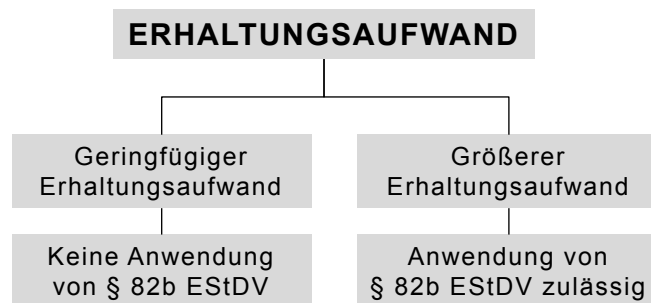 ERHALTUNGSAUFWAND
Geringfügiger
Erhaltungsaufwand
Größerer
Erhaltungsaufwand
Keine Anwendung
von § 82b EStDV
Anwendung von
§ 82b EStDV zulässig